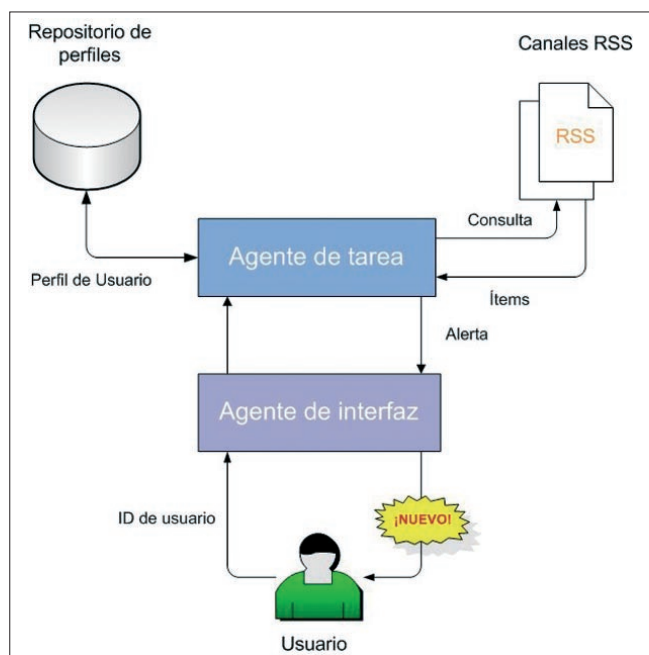 Repositorio de
perfiles
Canales RSS
RSS
Consulta
Agente de tarea
Perfil de Usuario
Ítems
Alerta
Agente de interfaz
ID de usuario
¡NUEVO!
Usuario